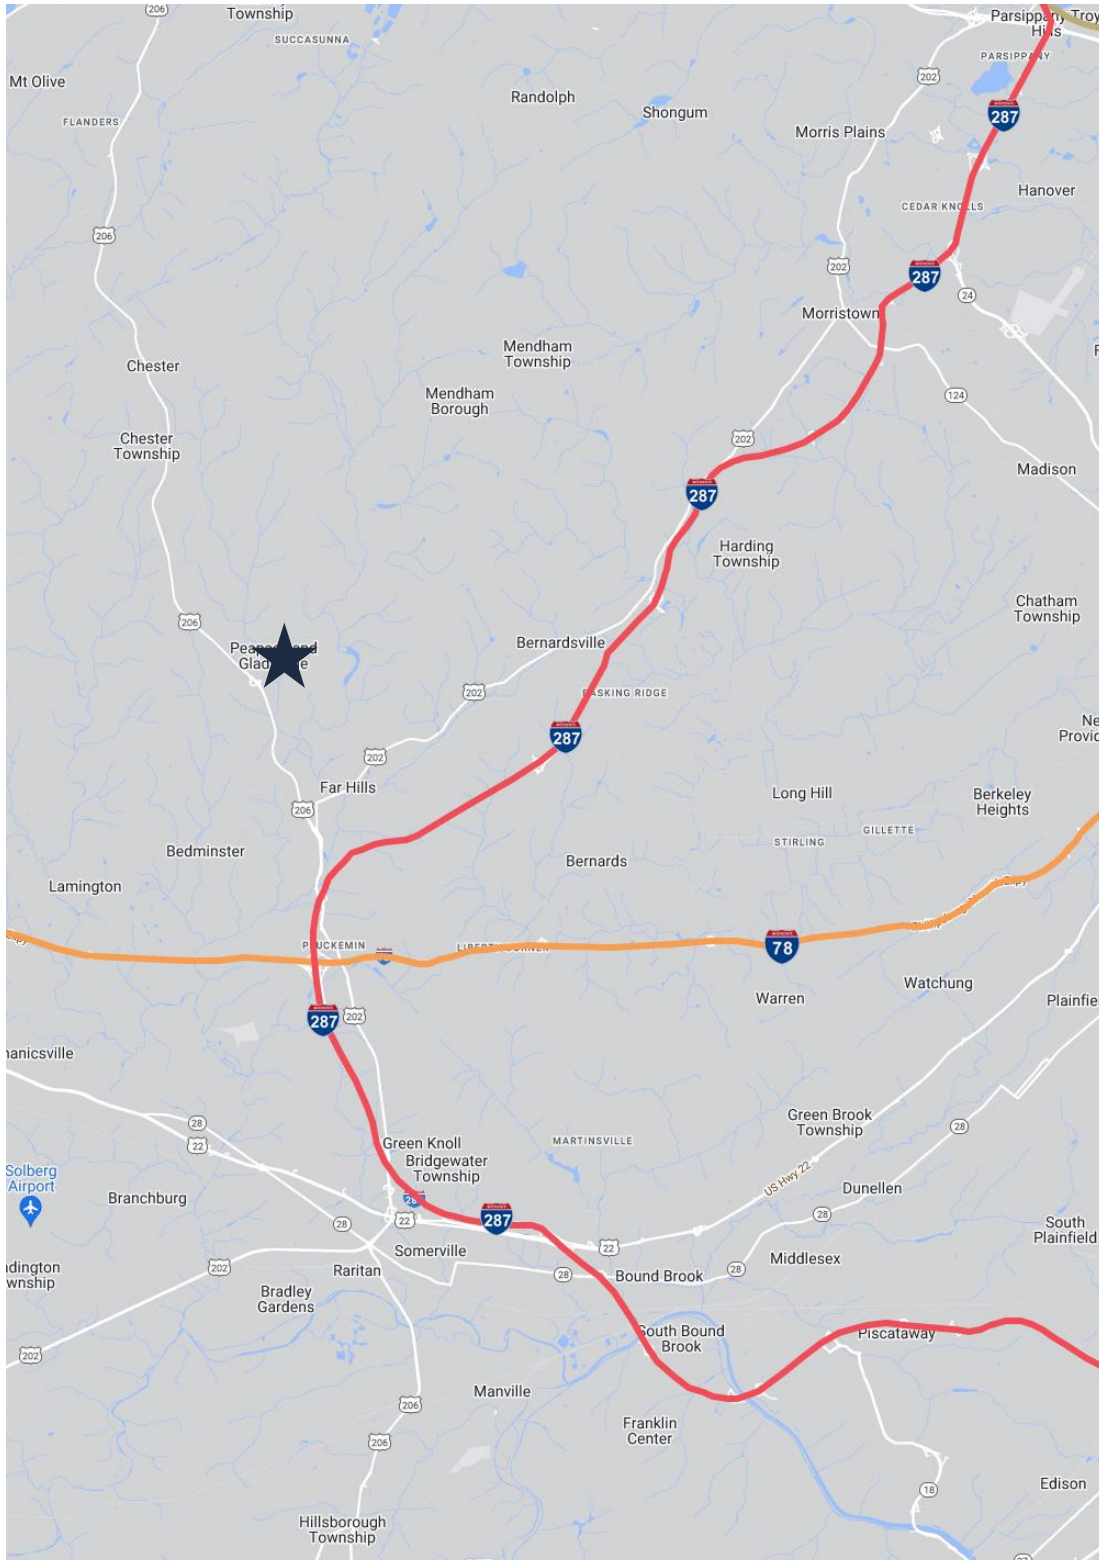 206
Township
SUCCASUNNA
Parsippany Troy
Hills
PARSIPPANY
202
Mt Olive
Randolph
Shongum
287
FLANDERS
Morris Plains
Hanover
CEDAR KNOLLS
206
202
287
24
Morristown
Mendham
Township
Chester
Mendham
Borough
124
Chester
Township
202
Madison
287
Harding
Township
Chatham
Township
206
Bernardsville
202
BASKING RIDGE
287
202
Far Hills
206
Long Hill
Berkeley
Heights
GILLETTE
STIRLING
Bedminster
Bernards
Lamington
PLUCKEMIN
LIBERTY CORNER
78
Watchung
Warren
287
202
28
22
Green Knoll
Bridgewater
Township
MARTINSVILLE
Green Brook
Township
28
US Hwy 22
Solberg
Airport
Branchburg
Dunellen
28
22
287
28
South
Plainfield
22
Somerville
Middlesex
202
Raritan
28
Bound Brook
28
Bradley
Gardens
South Bound
Brook
Piscataway
202
Manville
206
Franklin
Center
206
18
Edison
Hillsborough
Township